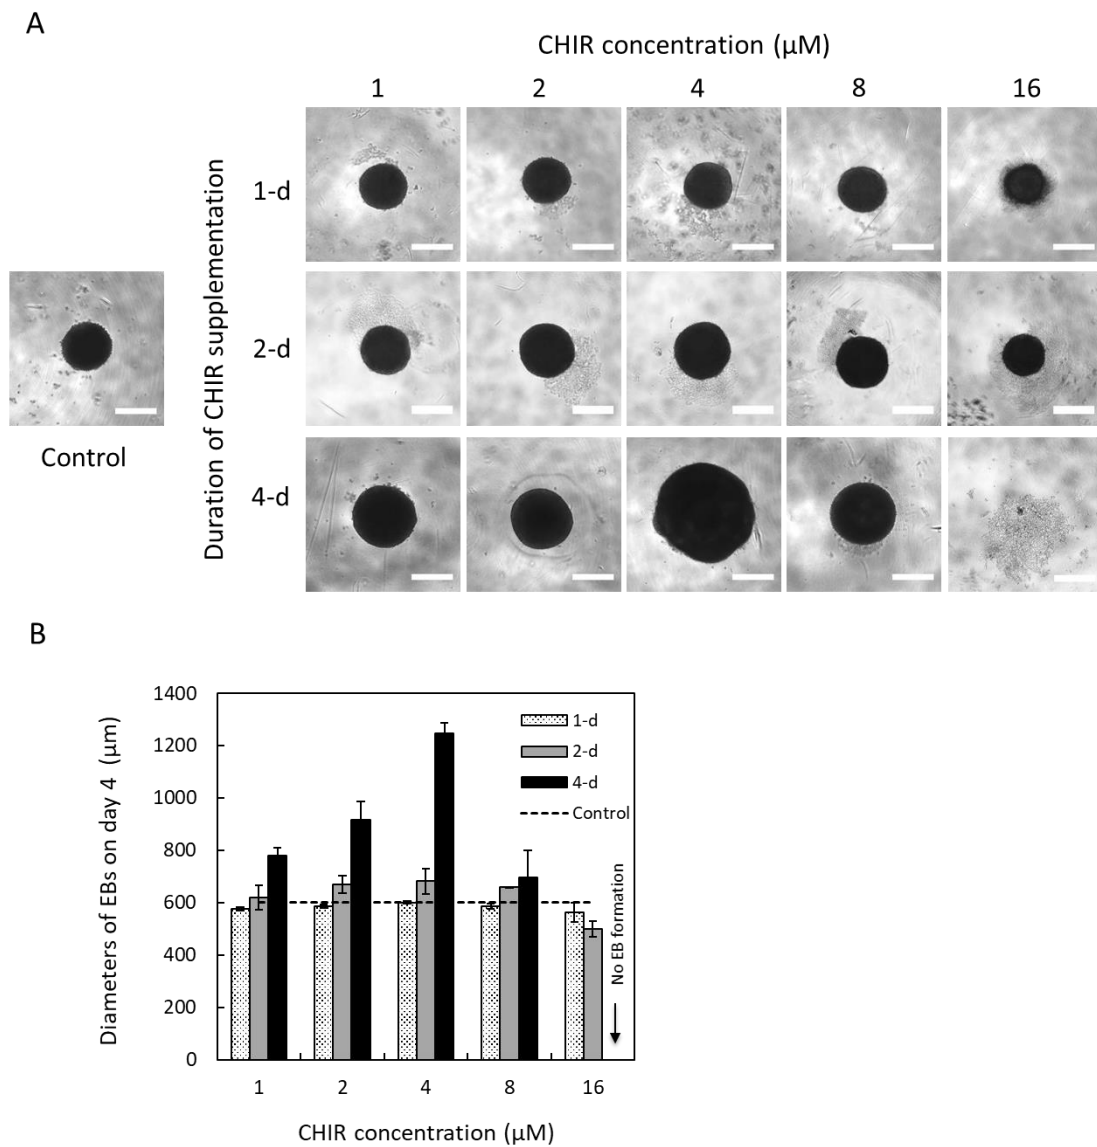 A
CHIR concentration (µM)
1 2 4 8 16
Duration of CHIR supplementation
1-d
2-d
4-d
Control
B
Diameters of EBs on day 4 (µm)
1400
1200
1000
800
600
400
200
0
1-d
2-d
4-d
Control
No EB formation
1 2 4 8 16
CHIR concentration (µM)